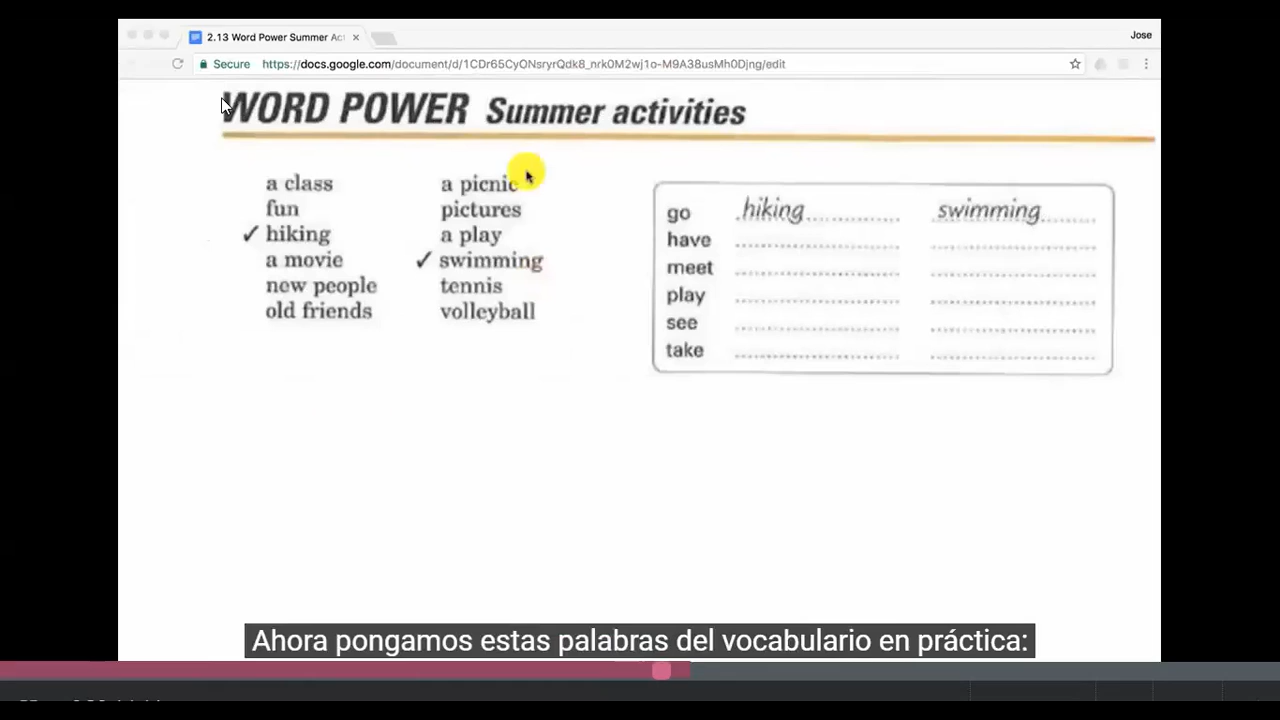 2.13 Word Power Summer Act
Jose
Secure https://docs.google.com/document/d/1CDr65CyONsryrQdk8_nrk0M2wj1o-M9A38usMh0Djng/edit
WORD POWER Summer activities
a class
fun
✓ hiking
a movie
new people
old friends
a picnic
pictures
a play
✓ swimming
tennis
volleyball
go hiking swimming
have
meet
play
see
take
Ahora pongamos estas palabras del vocabulario en práctica: